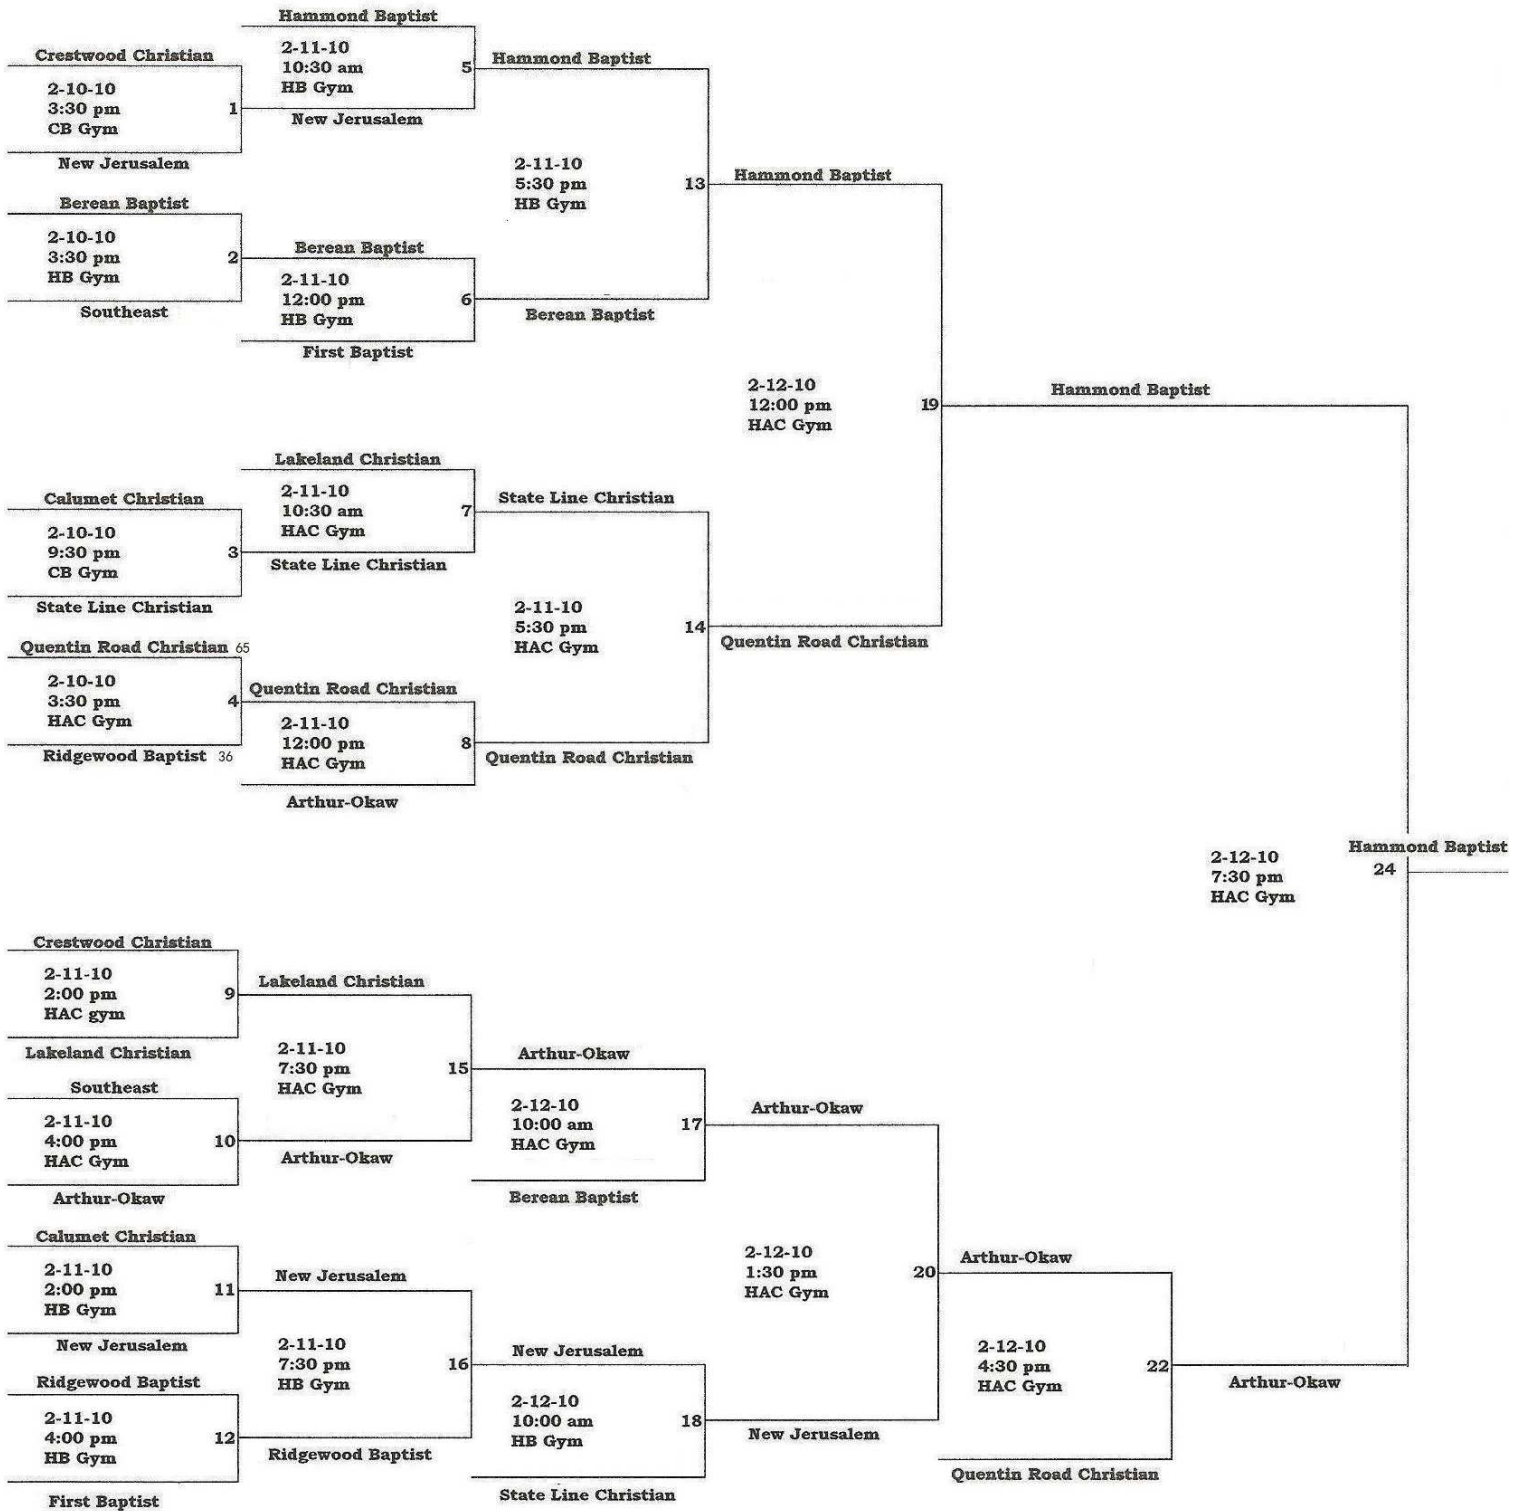 Hammond Baptist
2-11-10
10:30 am
HB Gym
5
New Jerusalem
Crestwood Christian
2-10-10
3:30 pm
CB Gym
1
New Jerusalem
Hammond Baptist
2-11-10
5:30 pm
HB Gym
13
Berean Baptist
2-10-10
3:30 pm
HB Gym
2
Southeast
Berean Baptist
2-11-10
12:00 pm
HB Gym
6
First Baptist
Berean Baptist
Hammond Baptist
2-12-10
12:00 pm
HAC Gym
19
Hammond Baptist
Lakeland Christian
2-11-10
10:30 am
HAC Gym
7
State Line Christian
Calumet Christian
2-10-10
9:30 pm
CB Gym
3
State Line Christian
State Line Christian
2-11-10
5:30 pm
HAC Gym
14
Quentin Road Christian
Quentin Road Christian 65
2-10-10
3:30 pm
HAC Gym
4
Ridgewood Baptist 36
Quentin Road Christian
2-11-10
12:00 pm
HAC Gym
8
Arthur-Okaw
Quentin Road Christian
2-12-10
7:30 pm
HAC Gym
24
Hammond Baptist
Crestwood Christian
2-11-10
2:00 pm
HAC gym
9
Lakeland Christian
Lakeland Christian
2-11-10
7:30 pm
HAC Gym
15
Southeast
2-11-10
4:00 pm
HAC Gym
10
Arthur-Okaw
Arthur-Okaw
Arthur-Okaw
2-12-10
10:00 am
HAC Gym
17
Berean Baptist
Arthur-Okaw
2-12-10
1:30 pm
HAC Gym
20
Calumet Christian
2-11-10
2:00 pm
HB Gym
11
New Jerusalem
New Jerusalem
2-11-10
7:30 pm
HB Gym
16
Ridgewood Baptist
2-11-10
4:00 pm
HB Gym
12
First Baptist
Ridgewood Baptist
New Jerusalem
2-12-10
10:00 am
HB Gym
18
State Line Christian
New Jerusalem
Arthur-Okaw
2-12-10
4:30 pm
HAC Gym
22
Quentin Road Christian
Arthur-Okaw